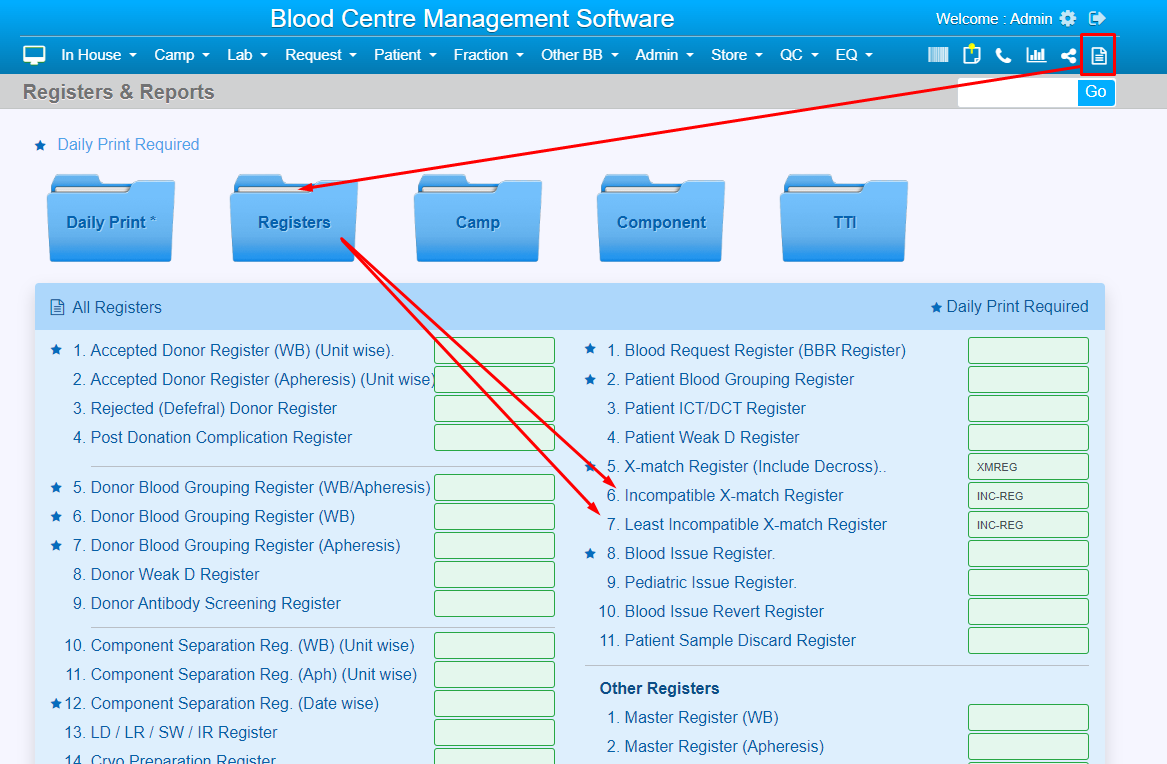 Blood Centre Management Software
Welcome : Admin
In House Camp Lab Request Patient Fraction Other BB Admin Store QC EQ
Registers & Reports
Go
Daily Print Required
Daily Print *
Registers
Camp
Component
TTI
All Registers
Daily Print Required
1. Accepted Donor Register (WB) (Unit wise).
2. Accepted Donor Register (Apheresis) (Unit wise)
3. Rejected (Defefral) Donor Register
4. Post Donation Complication Register
5. Donor Blood Grouping Register (WB/Apheresis)
6. Donor Blood Grouping Register (WB)
7. Donor Blood Grouping Register (Apheresis)
8. Donor Weak D Register
9. Donor Antibody Screening Register
10. Component Separation Reg. (WB) (Unit wise)
11. Component Separation Reg. (Aph) (Unit wise)
12. Component Separation Reg. (Date wise)
13. LD / LR / SW / IR Register
14. Cryo Preparation Register
1. Blood Request Register (BBR Register)
2. Patient Blood Grouping Register
3. Patient ICT/DCT Register
4. Patient Weak D Register
5. X-match Register (Include Decross).. XMREG
6. Incompatible X-match Register INC-REG
7. Least Incompatible X-match Register INC-REG
8. Blood Issue Register.
9. Pediatric Issue Register.
10. Blood Issue Revert Register
11. Patient Sample Discard Register
Other Registers
1. Master Register (WB)
2. Master Register (Apheresis)